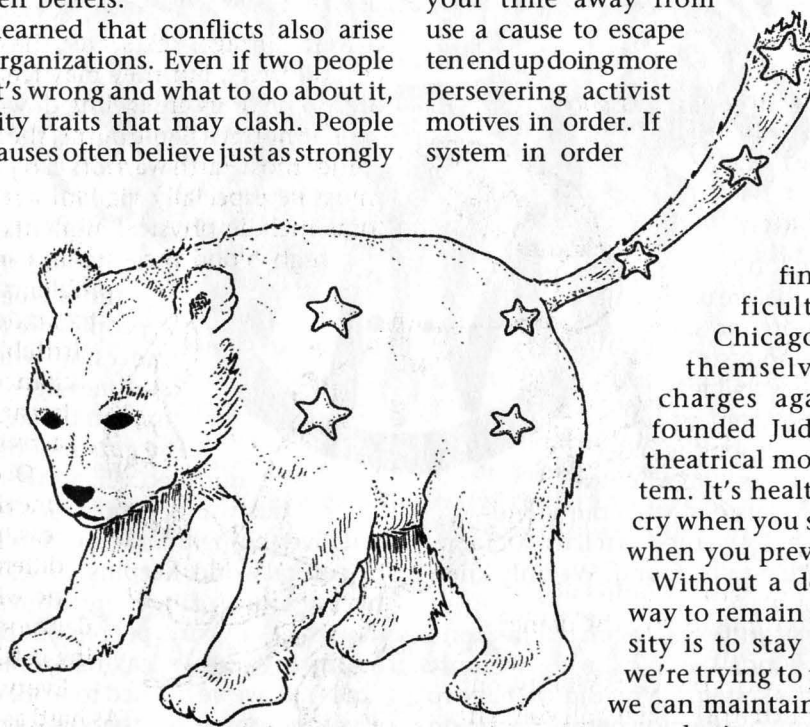 en beliefs.
earned that conflicts also arise
rganizations. Even if two people
t's wrong and what to do about it,
ity traits that may clash. People
auses often believe just as strongly
your time away from
use a cause to escape
ten end up doing more
persevering activist
motives in order. If
system in order
fin
ficult
Chicago
themselv
charges aga
founded Jud
theatrical mo
tem. It's healt
cry when you s
when you prev
Without a de
way to remain
sity is to stay
we're trying to
we can maintain